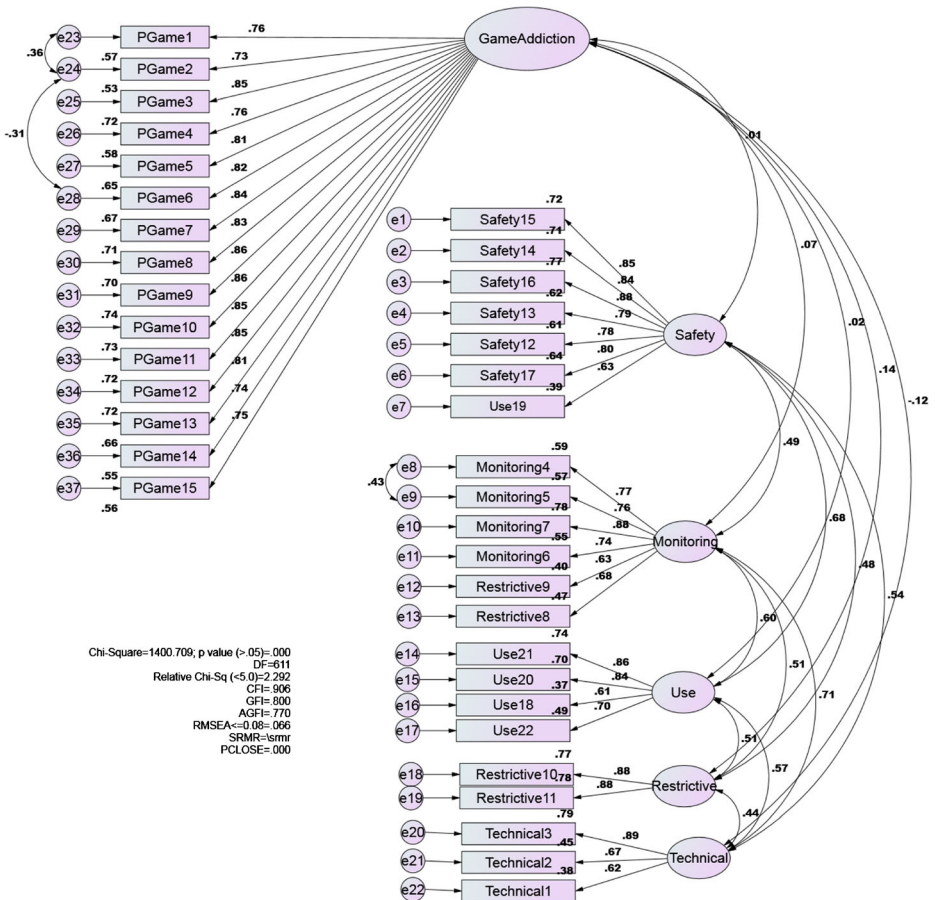 GameAddiction
e23 PGame1 .76
.36
e24 .57 PGame2 .73
e25 .53 PGame3 .85
-.31
e26 .72 PGame4 .76
e27 .58 PGame5 .81
e28 .65 PGame6 .82
e29 .67 PGame7 .84
e30 .71 PGame8 .83
e31 .70 PGame9 .86
e32 .74 PGame10 .86
e33 .73 PGame11 .85
e34 .72 PGame12 .85
e35 .72 PGame13 .81
e36 .66 PGame14 .74
e37 .55 PGame15 .75
.56
.01
.07
.02
.14
-.12
.72
e1 Safety15 .85
.71
e2 Safety14 .84
.77
e3 Safety16 .88
.62
e4 Safety13 .79
.61
e5 Safety12 .78
.64
e6 Safety17 .80
.39
e7 Use19 .63
Safety
.49
.68
.48
.54
.59
e8 Monitoring4 .77
.43
.57
e9 Monitoring5 .76
.78
e10 Monitoring7 .88
.55
e11 Monitoring6 .74
.40
e12 Restrictive9 .63
.47
e13 Restrictive8 .68
Monitoring
.60
.51
.71
.74
e14 Use21 .86
.70
e15 Use20 .84
.37
e16 Use18 .61
.49
e17 Use22 .70
Use
.51
.57
.77
e18 Restrictive10 .88
.78
e19 Restrictive11 .88
Restrictive
.44
.79
e20 Technical3 .89
.45
e21 Technical2 .67
.38
e22 Technical1 .62
Technical
Chi-Square=1400.709; p value (>.05)=.000
DF=611
Relative Chi-Sq (<5.0)=2.292
CFI=.906
GFI=.800
AGFI=.770
RMSEA<=0.08=.066
SRMR=\srmr
PCLOSE=.000